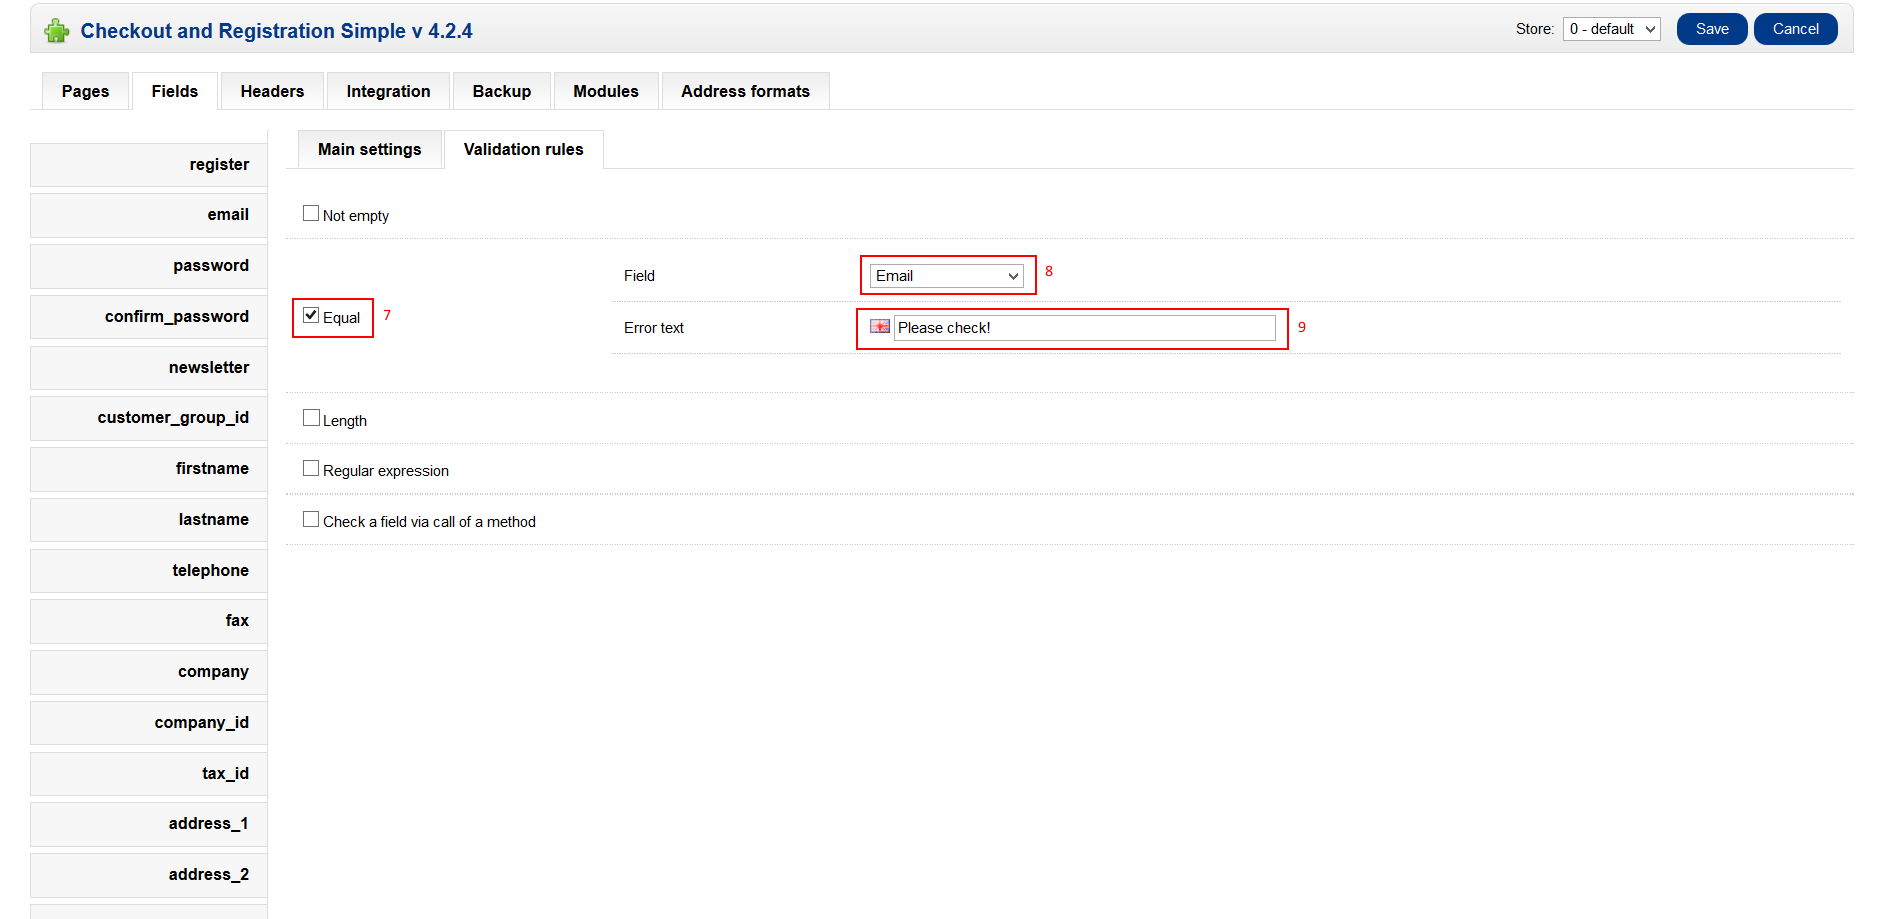 Checkout and Registration Simple v 4.2.4
Store: 0 - default Save Cancel
Pages Fields Headers Integration Backup Modules Address formats
Main settings Validation rules
register
email
password
confirm_password
newsletter
customer_group_id
firstname
lastname
telephone
fax
company
company_id
tax_id
address_1
address_2
Not empty
Equal 7
Field Email 8
Error text Please check! 9
Length
Regular expression
Check a field via call of a method